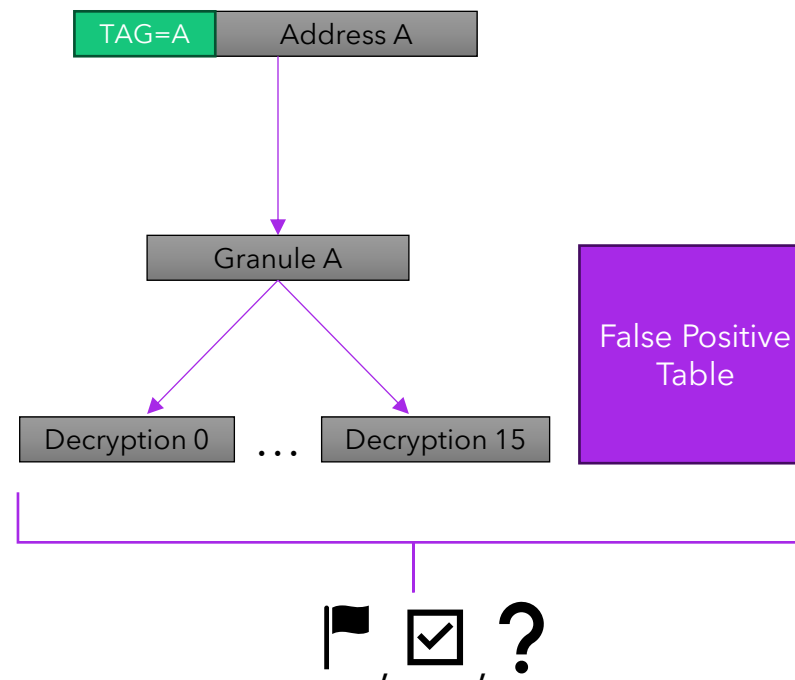 TAG=A Address A
Granule A
False Positive
Table
Decryption 0 ... Decryption 15
, , ?